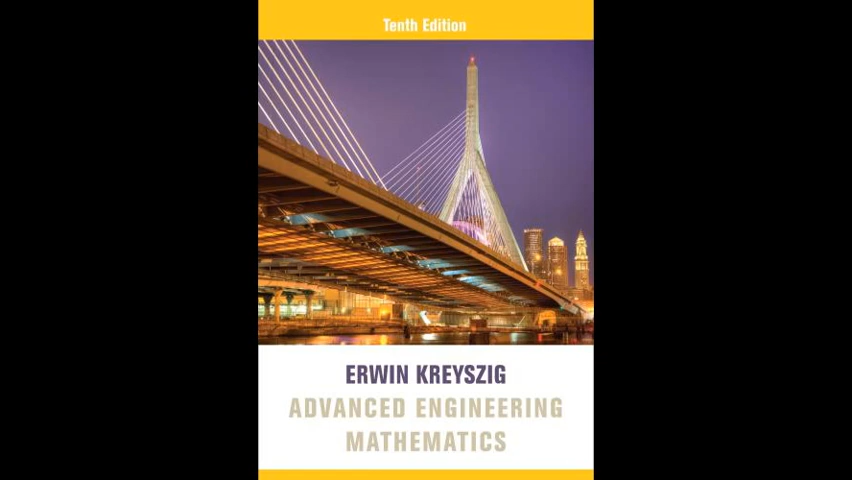 Tenth Edition
ERWIN KREYSZIG
ADVANCED ENGINEERING
MATHEMATICS